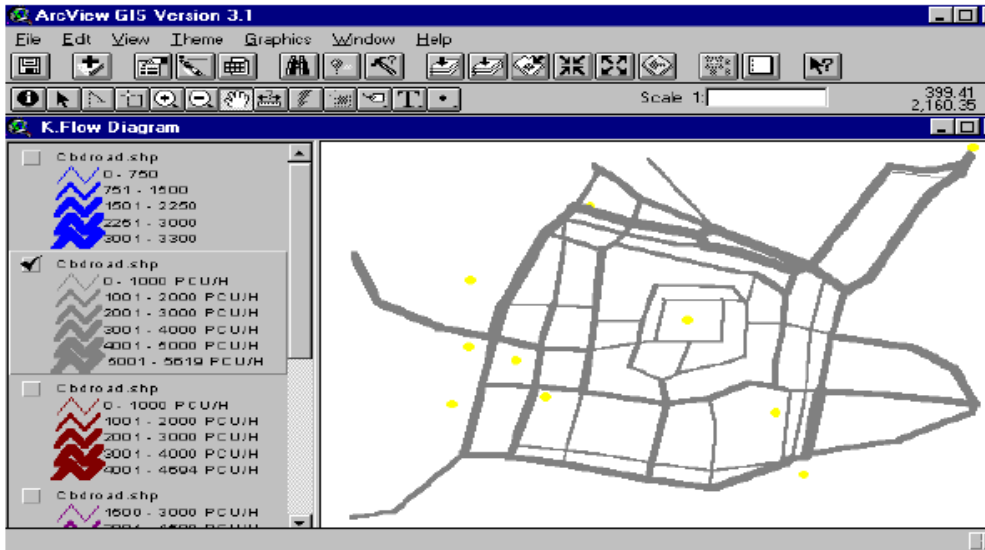 ArcView GIS Version 3.1
File Edit View Theme Graphics Window Help
Scale 1:
399.41
2,160.35
K.Flow Diagram
Cbdroad.shp
0 - 750
751 - 1500
1501 - 2250
2251 - 3000
3001 - 3300
Cbdroad.shp
0 - 1000 PCU/H
1001 - 2000 PCU/H
2001 - 3000 PCU/H
3001 - 4000 PCU/H
4001 - 5000 PCU/H
5001 - 5619 PCU/H
Cbdroad.shp
0 - 1000 PCU/H
1001 - 2000 PCU/H
2001 - 3000 PCU/H
3001 - 4000 PCU/H
4001 - 4694 PCU/H
Cbdroad.shp
1500 - 3000 PCU/H